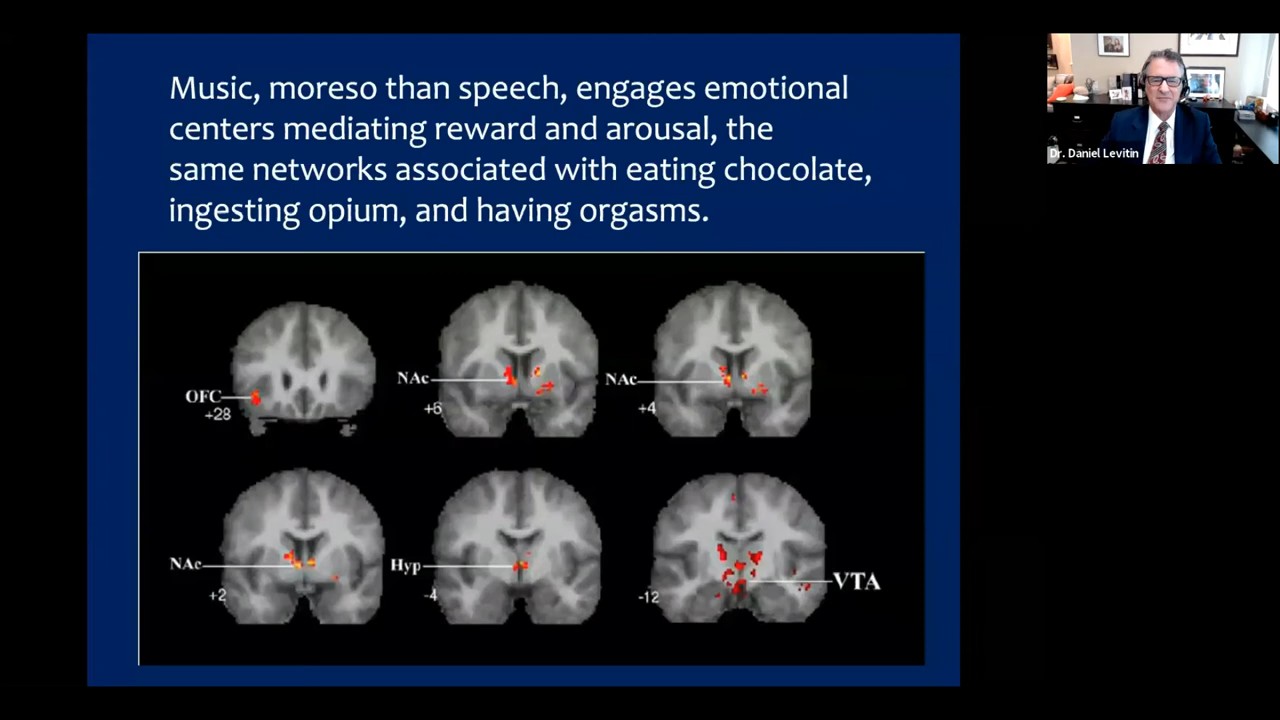 Music, moreso than speech, engages emotional
centers mediating reward and arousal, the
same networks associated with eating chocolate,
ingesting opium, and having orgasms.
Dr. Daniel Levitin
OFC
+28
NAc
+6
NAc
+4
NAc
+2
Hyp
-4
VTA
-12